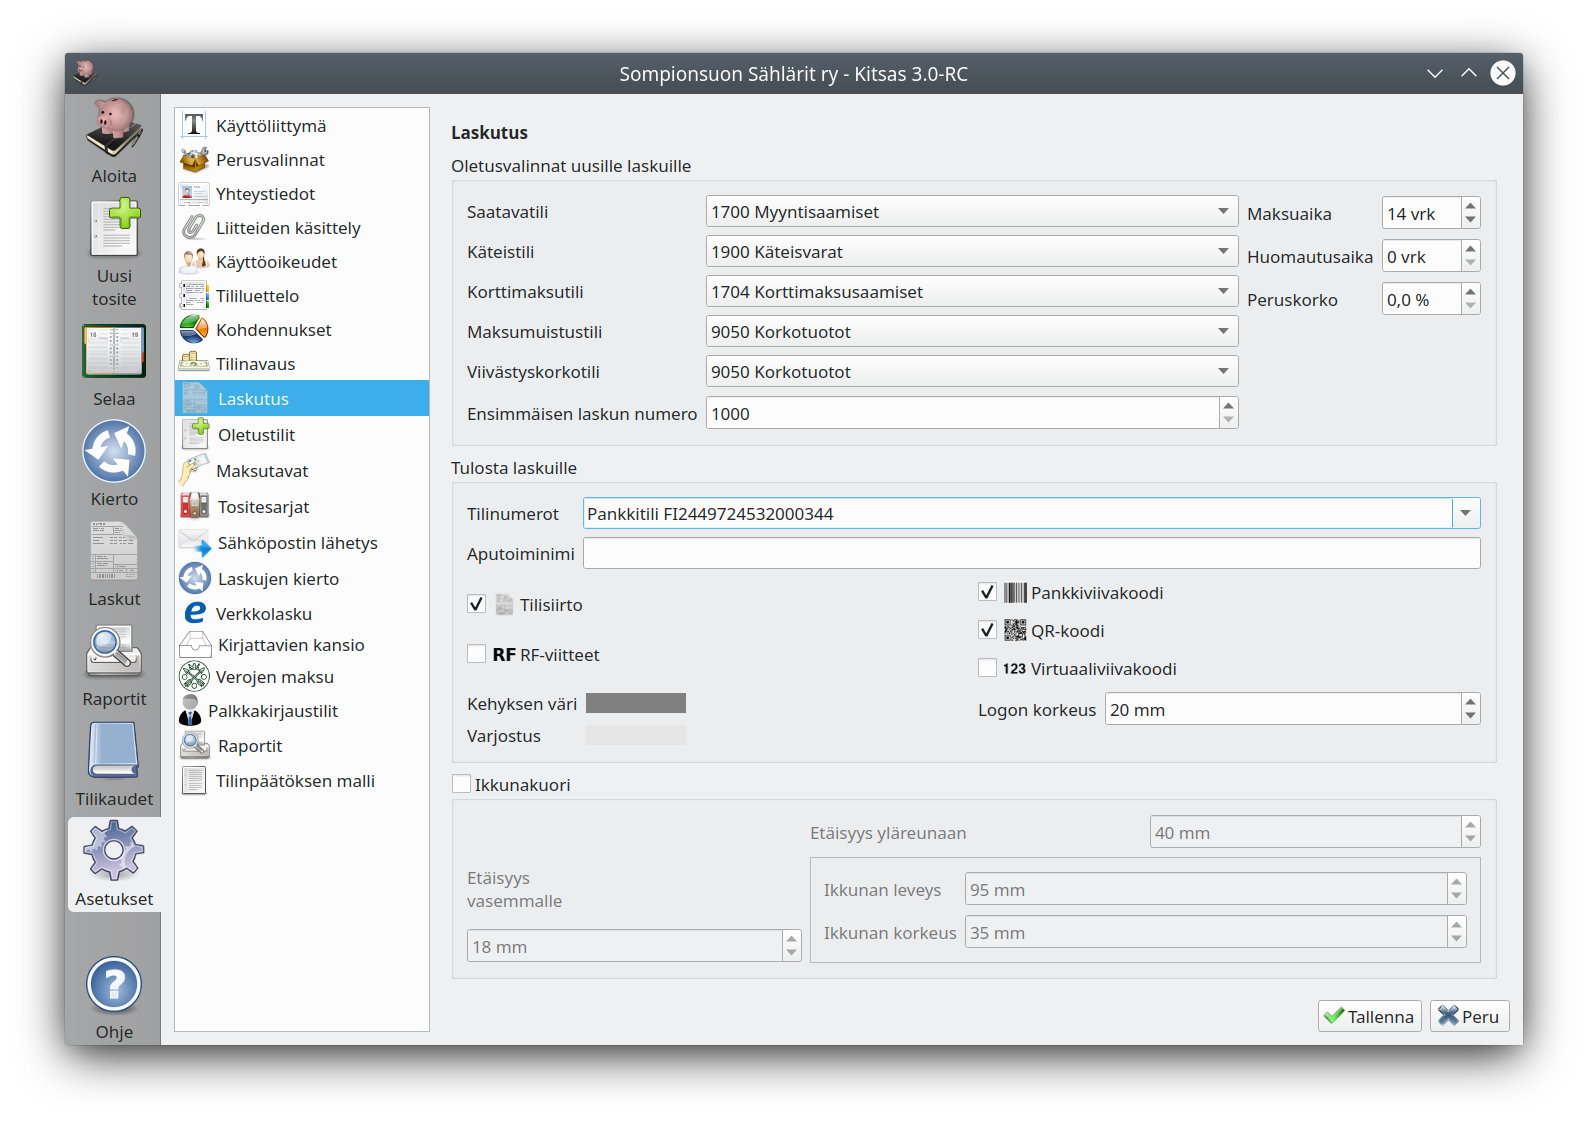 Sompionsuon Sählärit ry - Kitsas 3.0-RC
Aloita
Uusi
tosite
Selaa
Kierto
Laskut
Raportit
Tilikaudet
Asetukset
Ohje
Käyttöliittymä
Perusvalinnat
Yhteystiedot
Liitteiden käsittely
Käyttöoikeudet
Tililuettelo
Kohdennukset
Tilinavaus
Laskutus
Oletustilit
Maksutavat
Tositesarjat
Sähköpostin lähetys
Laskujen kierto
Verkkolasku
Kirjattavien kansio
Verojen maksu
Palkkakirjaustilit
Raportit
Tilinpäätöksen malli
Laskutus
Oletusvalinnat uusille laskuille
Saatavatili 1700 Myyntisaamiset Maksuaika 14 vrk
Käteistili 1900 Käteisvarat Huomautusaika 0 vrk
Korttimaksutili 1704 Korttimaksusaamiset Peruskorko 0,0 %
Maksumuistustili 9050 Korkotuotot
Viivästyskorkotili 9050 Korkotuotot
Ensimmäisen laskun numero 1000
Tulosta laskuille
Tilinumerot Pankkitili FI2449724532000344
Aputoiminimi
Tilisiirto Pankkiviivakoodi
QR-koodi
RF RF-viitteet 123 Virtuaaliviivakoodi
Kehyksen väri Logon korkeus 20 mm
Varjostus
Ikkunakuori
Etäisyys yläreunaan 40 mm
Etäisyys
vasemmalle
18 mm
Ikkunan leveys 95 mm
Ikkunan korkeus 35 mm
Tallenna Peru